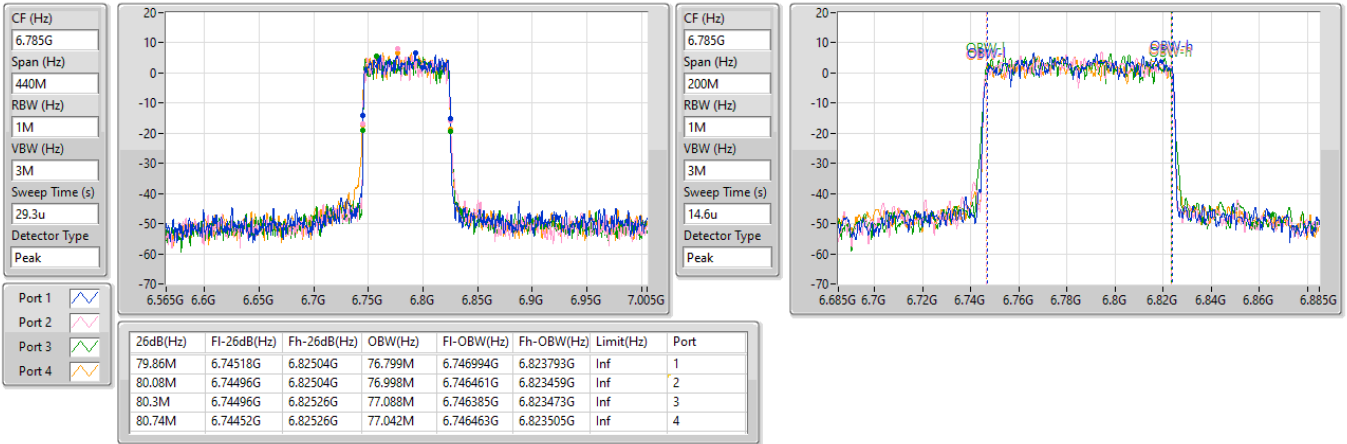 CF (Hz)
6.785G
Span (Hz)
440M
RBW (Hz)
1M
VBW (Hz)
3M
Sweep Time (s)
29.3u
Detector Type
Peak
20
10
0
-10
-20
-30
-40
-50
-60
-70
6.565G 6.6G 6.65G 6.7G 6.75G 6.8G 6.85G 6.9G 6.95G 7.005G
CF (Hz)
6.785G
Span (Hz)
200M
RBW (Hz)
1M
VBW (Hz)
3M
Sweep Time (s)
14.6u
Detector Type
Peak
20
10
0
-10
-20
-30
-40
-50
-60
-70
OBW-l OBW-h
6.685G 6.7G 6.72G 6.74G 6.76G 6.78G 6.8G 6.82G 6.84G 6.86G 6.885G
Port 1
Port 2
Port 3
Port 4
26dB(Hz) Fl-26dB(Hz) Fh-26dB(Hz) OBW(Hz) Fl-OBW(Hz) Fh-OBW(Hz) Limit(Hz) Port
79.86M 6.74518G 6.82504G 76.799M 6.746994G 6.823793G Inf 1
80.08M 6.74496G 6.82504G 76.998M 6.746461G 6.823459G Inf 2
80.3M 6.74496G 6.82526G 77.088M 6.746385G 6.823473G Inf 3
80.74M 6.74452G 6.82526G 77.042M 6.746463G 6.823505G Inf 4